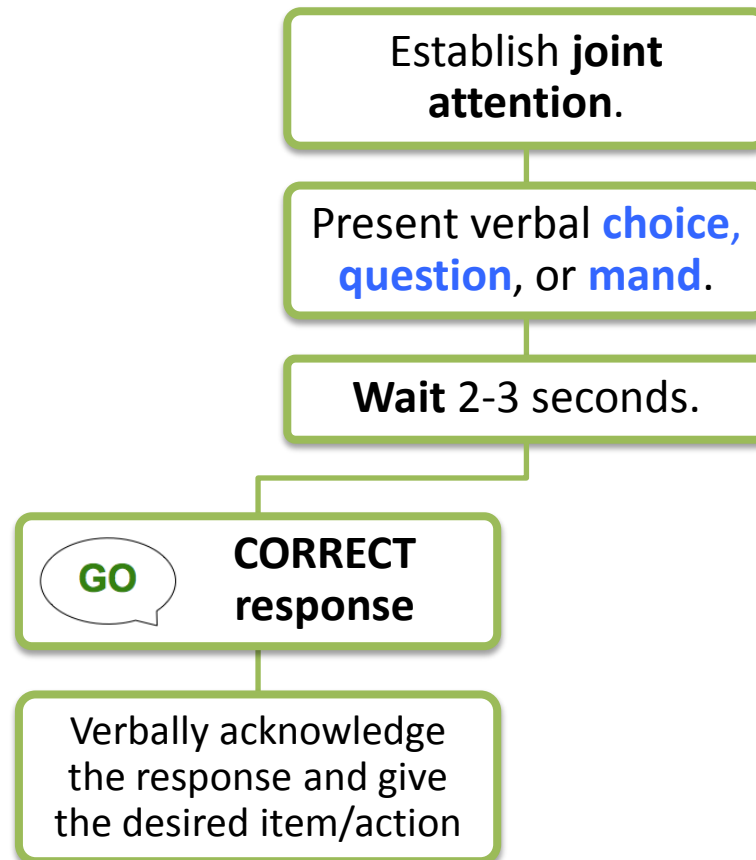 Establish joint
attention.
Present verbal choice,
question, or mand.
Wait 2-3 seconds.
GO
CORRECT
response
Verbally acknowledge
the response and give
the desired item/action